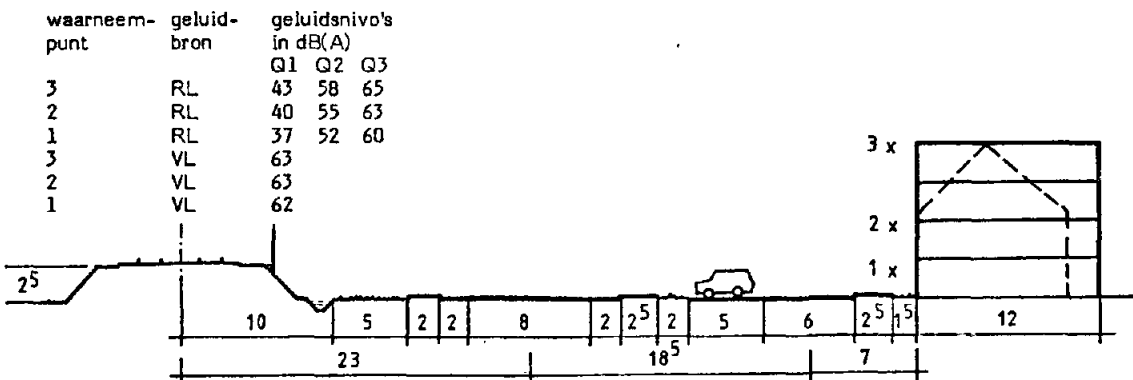 waarneem- geluid- geluidsnivo's
punt bron in dB(A)
Q1 Q2 Q3
3 RL 43 58 65
2 RL 40 55 63
1 RL 37 52 60
3 VL 63
2 VL 63
1 VL 62
3 x
2 x
1 x
2⁵
10 5 2 2 8 2 2⁵ 2 5 6 2⁵ 1⁵ 12
23 18⁵ 7